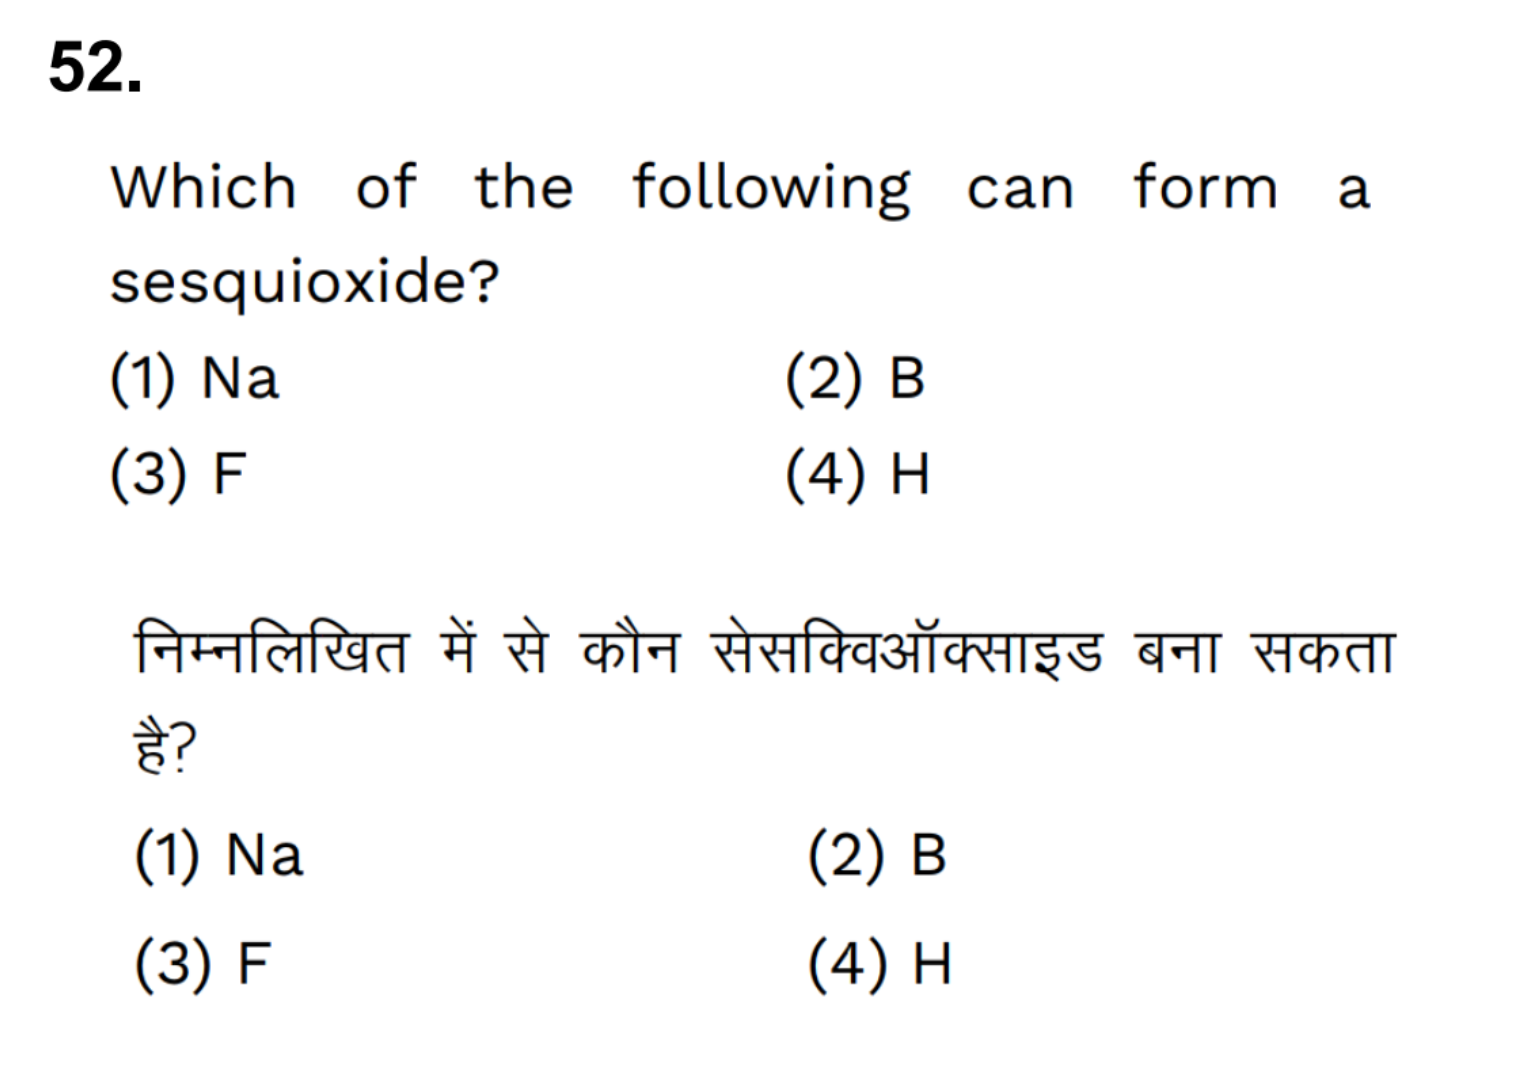 52.
Which of the following can form a
sesquioxide?
(1) Na (2) B
(3) F (4) H
निम्नलिखित में से कौन सेसक्विऑक्साइड बना सकता
है?
(1) Na (2) B
(3) F (4) H